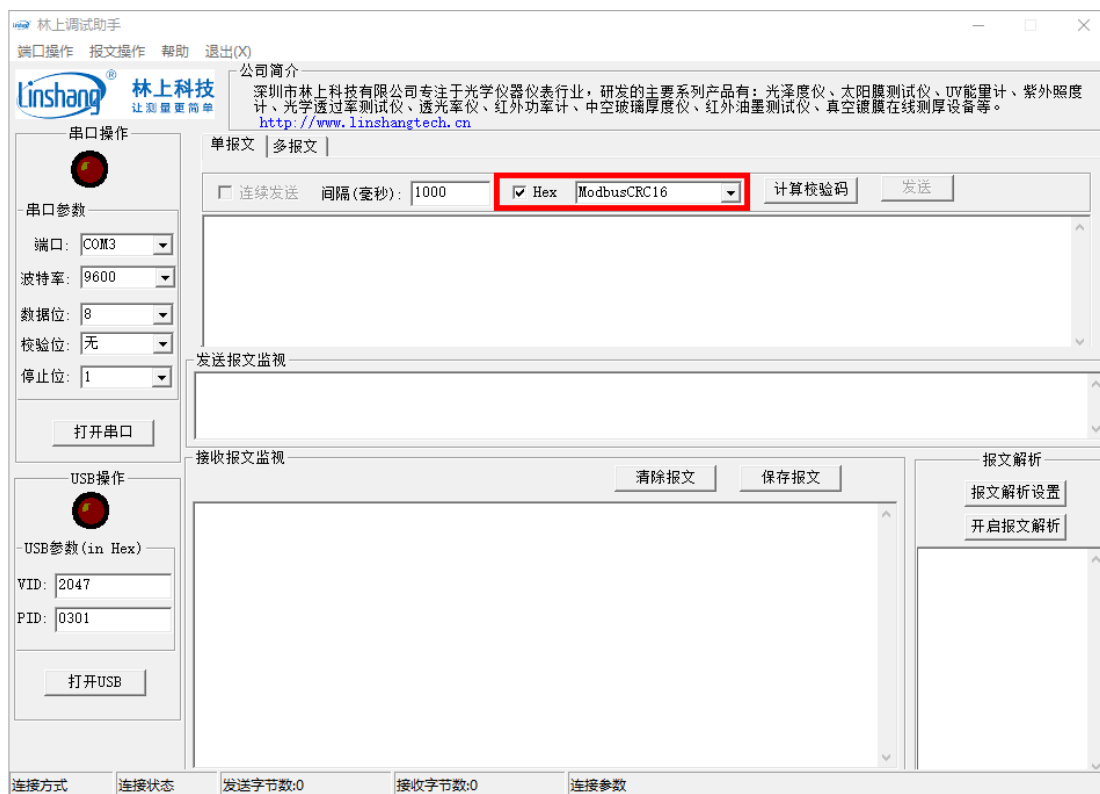 林上调试助手
端口操作 报文操作 帮助 退出(X)
Linshang®
林上科技
让测量更简单
公司简介
深圳市林上科技有限公司专注于光学仪器仪表行业，研发的主要系列产品有：光泽度仪、太阳膜测试仪、UV能量计、紫外照度
计、光学透过率测试仪、透光率仪、红外功率计、中空玻璃厚度仪、红外油墨测试仪、真空镀膜在线测厚设备等。
http://www.linshangtech.cn
串口操作
串口参数
端口: COM3
波特率: 9600
数据位: 8
校验位: 无
停止位: 1
打开串口
USB操作
USB参数(in Hex)
VID: 2047
PID: 0301
打开USB
单报文 多报文
连续发送 间隔(毫秒): 1000 Hex ModbusCRC16 计算校验码 发送
发送报文监视
接收报文监视
清除报文 保存报文
报文解析
报文解析设置
开启报文解析
连接方式 连接状态 发送字节数:0 接收字节数:0 连接参数